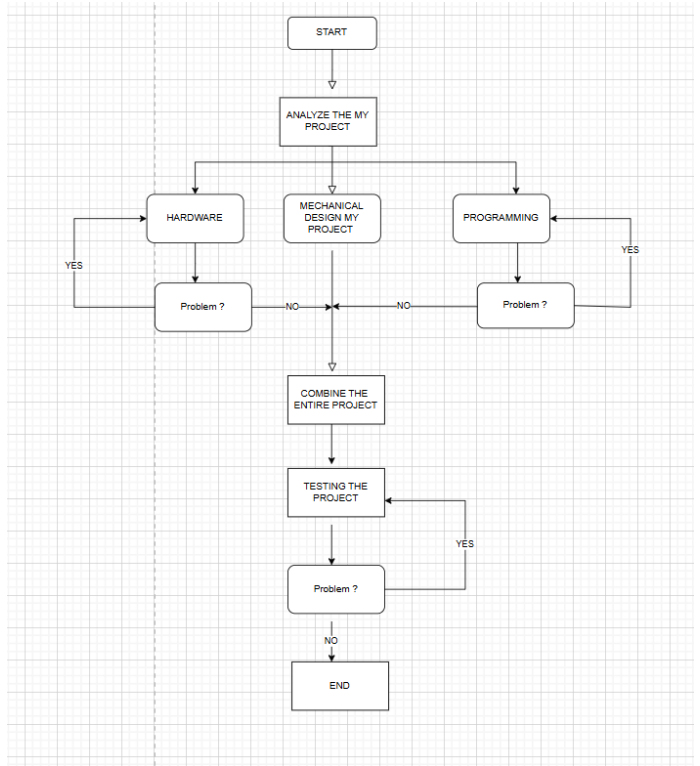 START
ANALYZE THE MY
PROJECT
HARDWARE
MECHANICAL
DESIGN MY
PROJECT
PROGRAMMING
YES
YES
Problem ?
NO
NO
Problem ?
COMBINE THE
ENTIRE PROJECT
TESTING THE
PROJECT
YES
Problem ?
NO
END